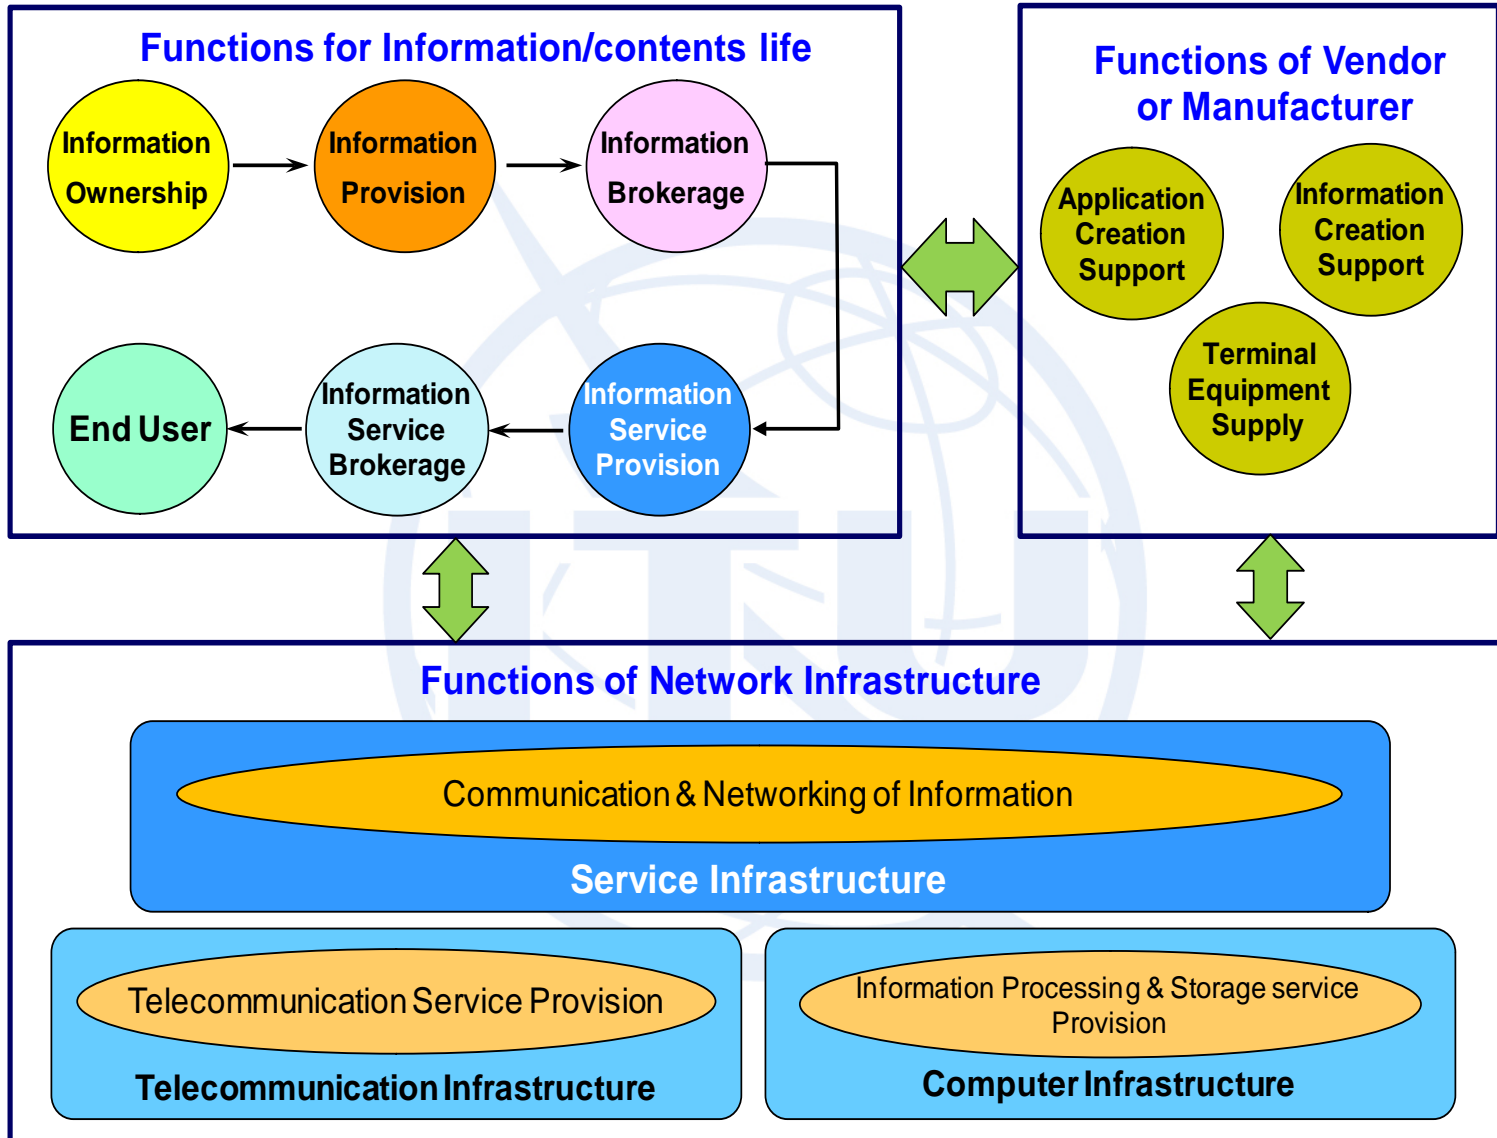 Functions for Information/contents life
Information
Ownership
Information
Provision
Information
Brokerage
End User
Information
Service
Brokerage
Information
Service
Provision
Functions of Vendor
or Manufacturer
Application
Creation
Support
Information
Creation
Support
Terminal
Equipment
Supply
ITU
Functions of Network Infrastructure
Communication & Networking of Information
Service Infrastructure
Telecommunication Service Provision
Telecommunication Infrastructure
Information Processing & Storage service
Provision
Computer Infrastructure